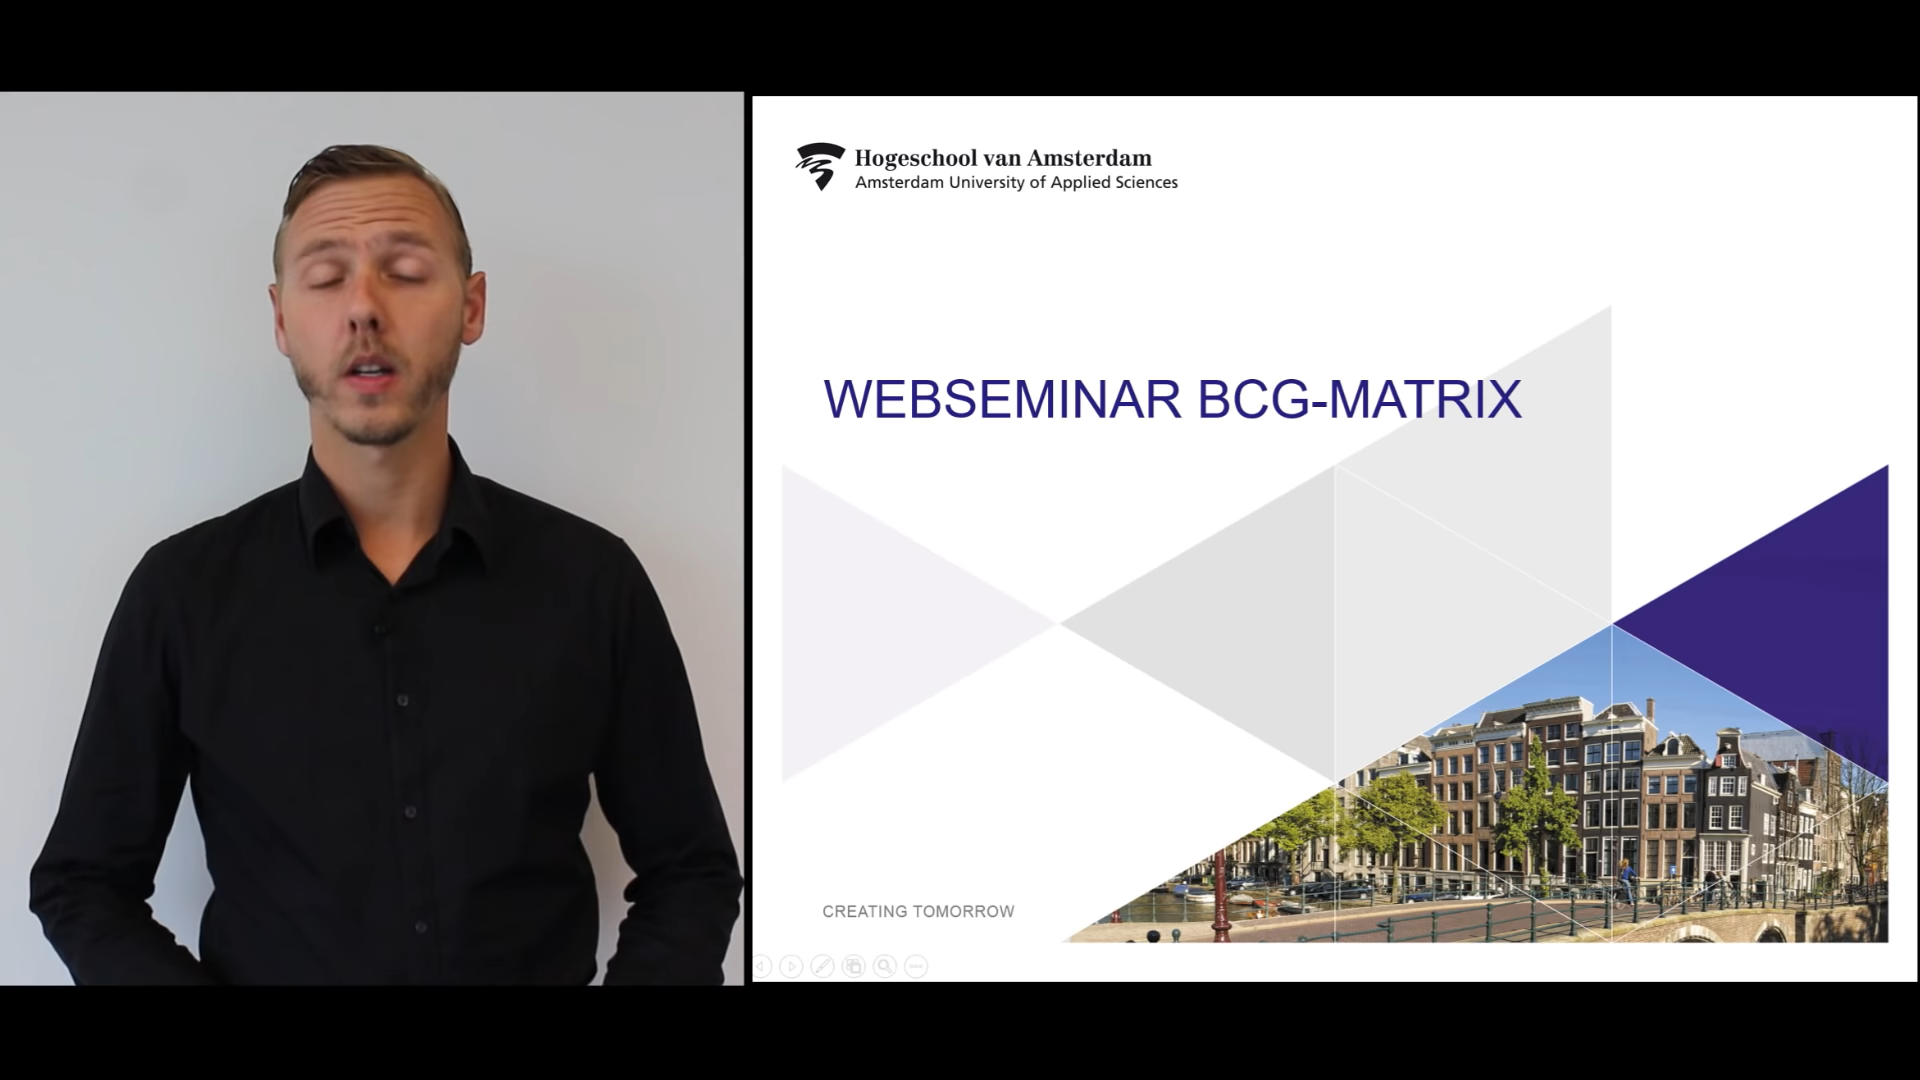 Hogeschool van Amsterdam
Amsterdam University of Applied Sciences
WEBSEMINAR BCG-MATRIX
CREATING TOMORROW